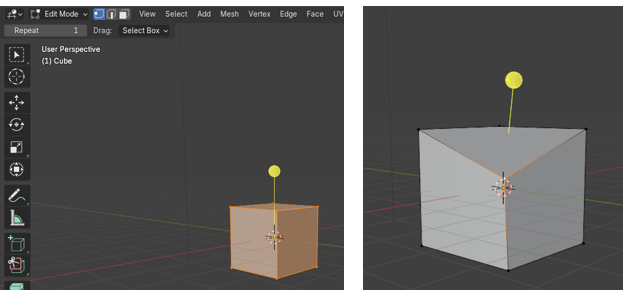 Edit Mode View Select Add Mesh Vertex Edge Face UV
Repeat 1 Drag: Select Box
User Perspective
(1) Cube